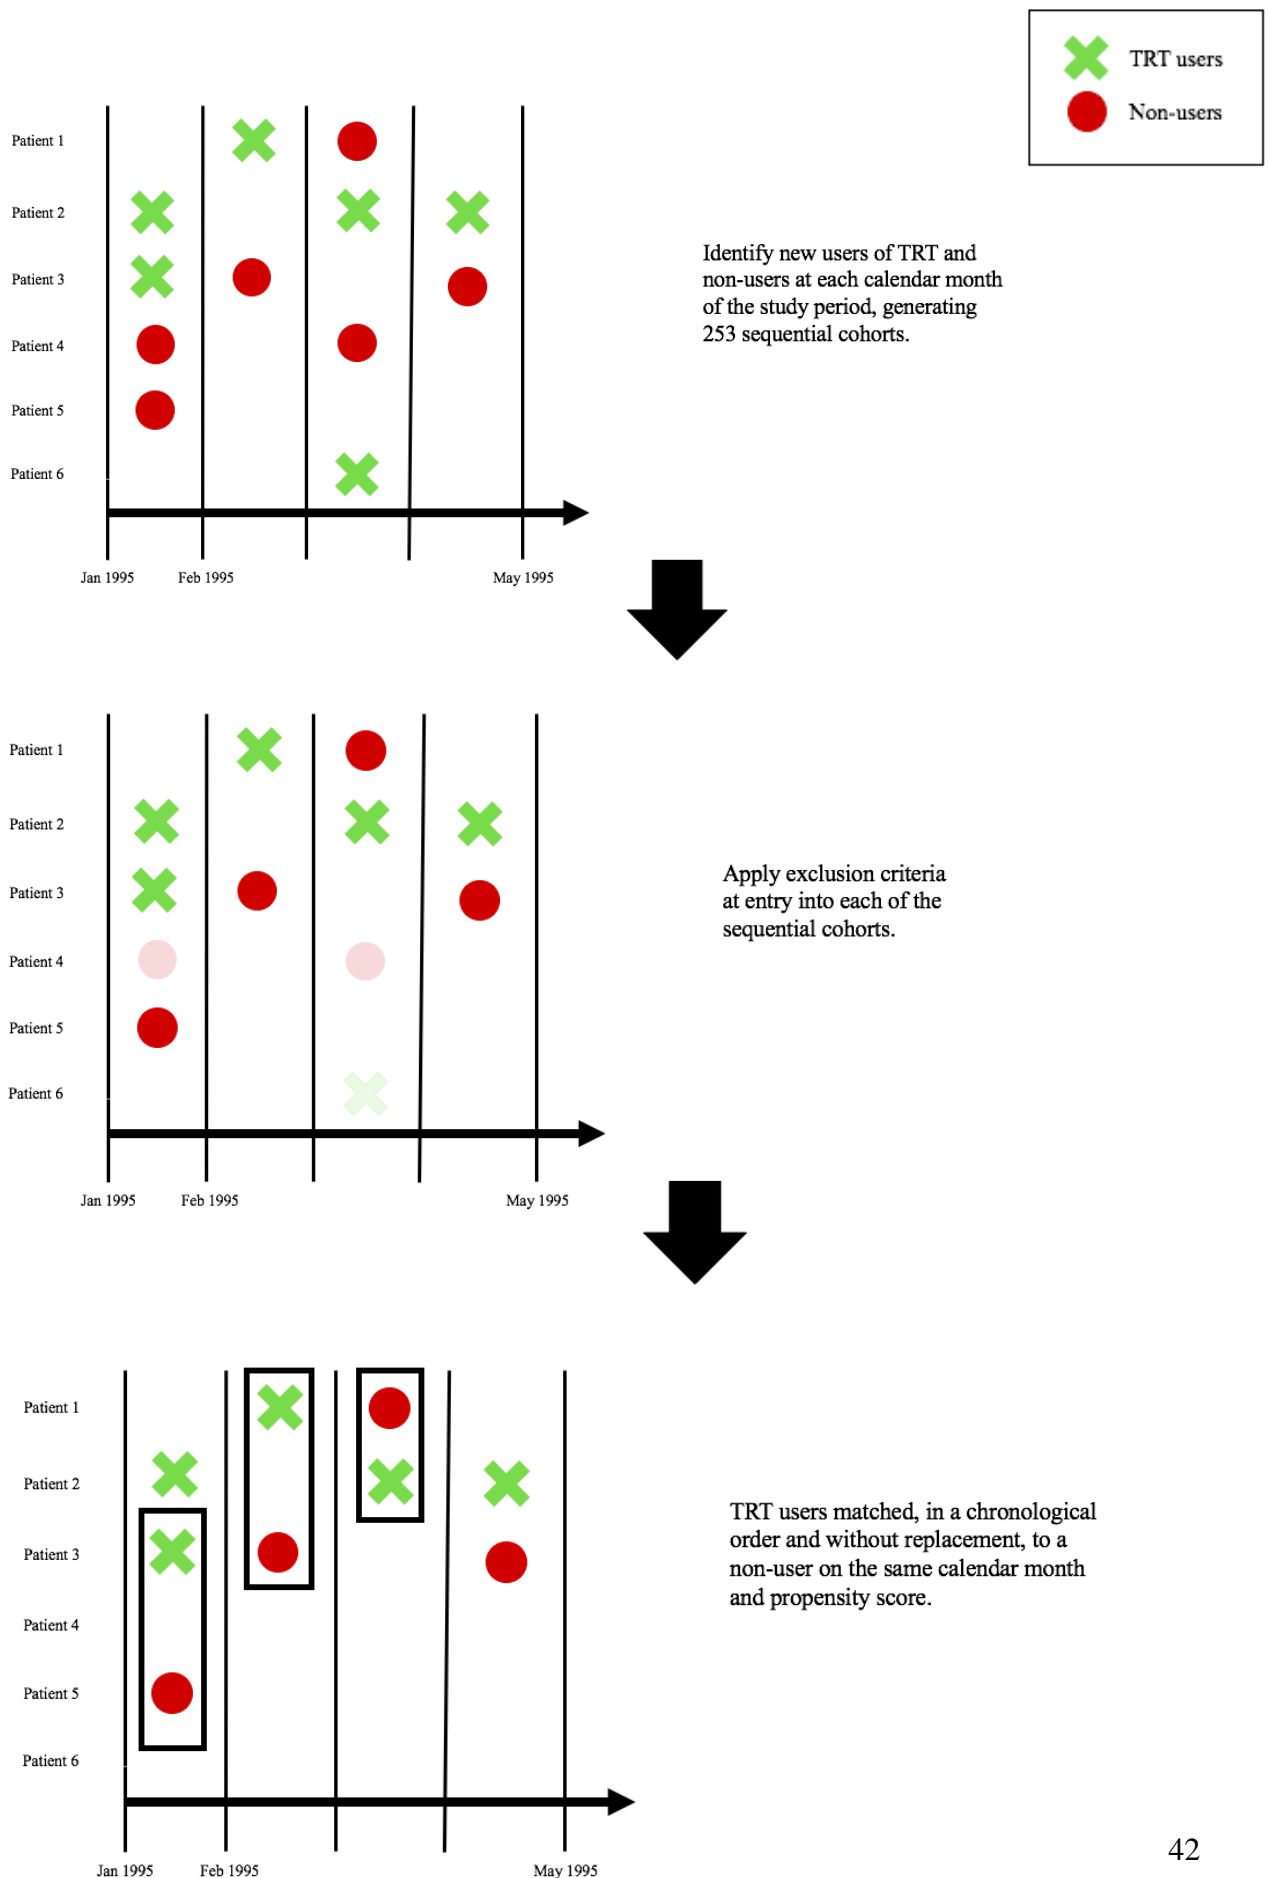 TRT users
Non-users
Patient 1
Patient 2
Patient 3
Patient 4
Patient 5
Patient 6
Jan 1995
Feb 1995
May 1995
Identify new users of TRT and
non-users at each calendar month
of the study period, generating
253 sequential cohorts.
Patient 1
Patient 2
Patient 3
Patient 4
Patient 5
Patient 6
Jan 1995
Feb 1995
May 1995
Apply exclusion criteria
at entry into each of the
sequential cohorts.
Patient 1
Patient 2
Patient 3
Patient 4
Patient 5
Patient 6
Jan 1995
Feb 1995
May 1995
TRT users matched, in a chronological
order and without replacement, to a
non-user on the same calendar month
and propensity score.
42